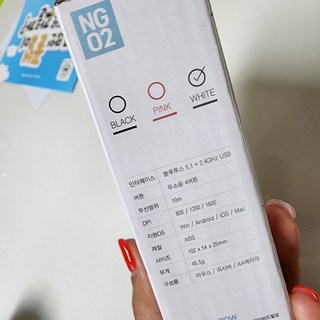 NG
02
BLACK
PINK
WHITE
인터페이스 블루투스 5.1 + 2.4GHz USB
버튼 무소음 4버튼
무선범위 10m
DPI 800 / 1200 / 1600
지원OS Win / Android / iOS / Mac
재질 ABS
사이즈 102 x 54 x 25mm
무게 45.5g
구성품 마우스 / 리시버 / AA배터리